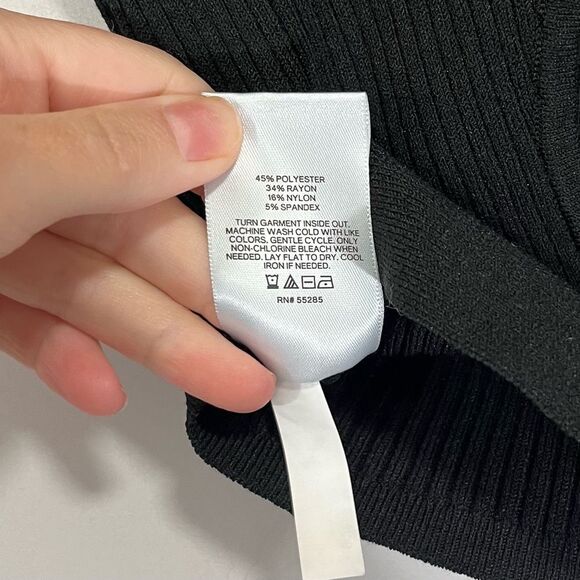 45% POLYESTER
34% RAYON
16% NYLON
5% SPANDEX
TURN GARMENT INSIDE OUT.
MACHINE WASH COLD WITH LIKE
COLORS. GENTLE CYCLE. ONLY
NON-CHLORINE BLEACH WHEN
NEEDED. LAY FLAT TO DRY. COOL
IRON IF NEEDED.
RN# 55285